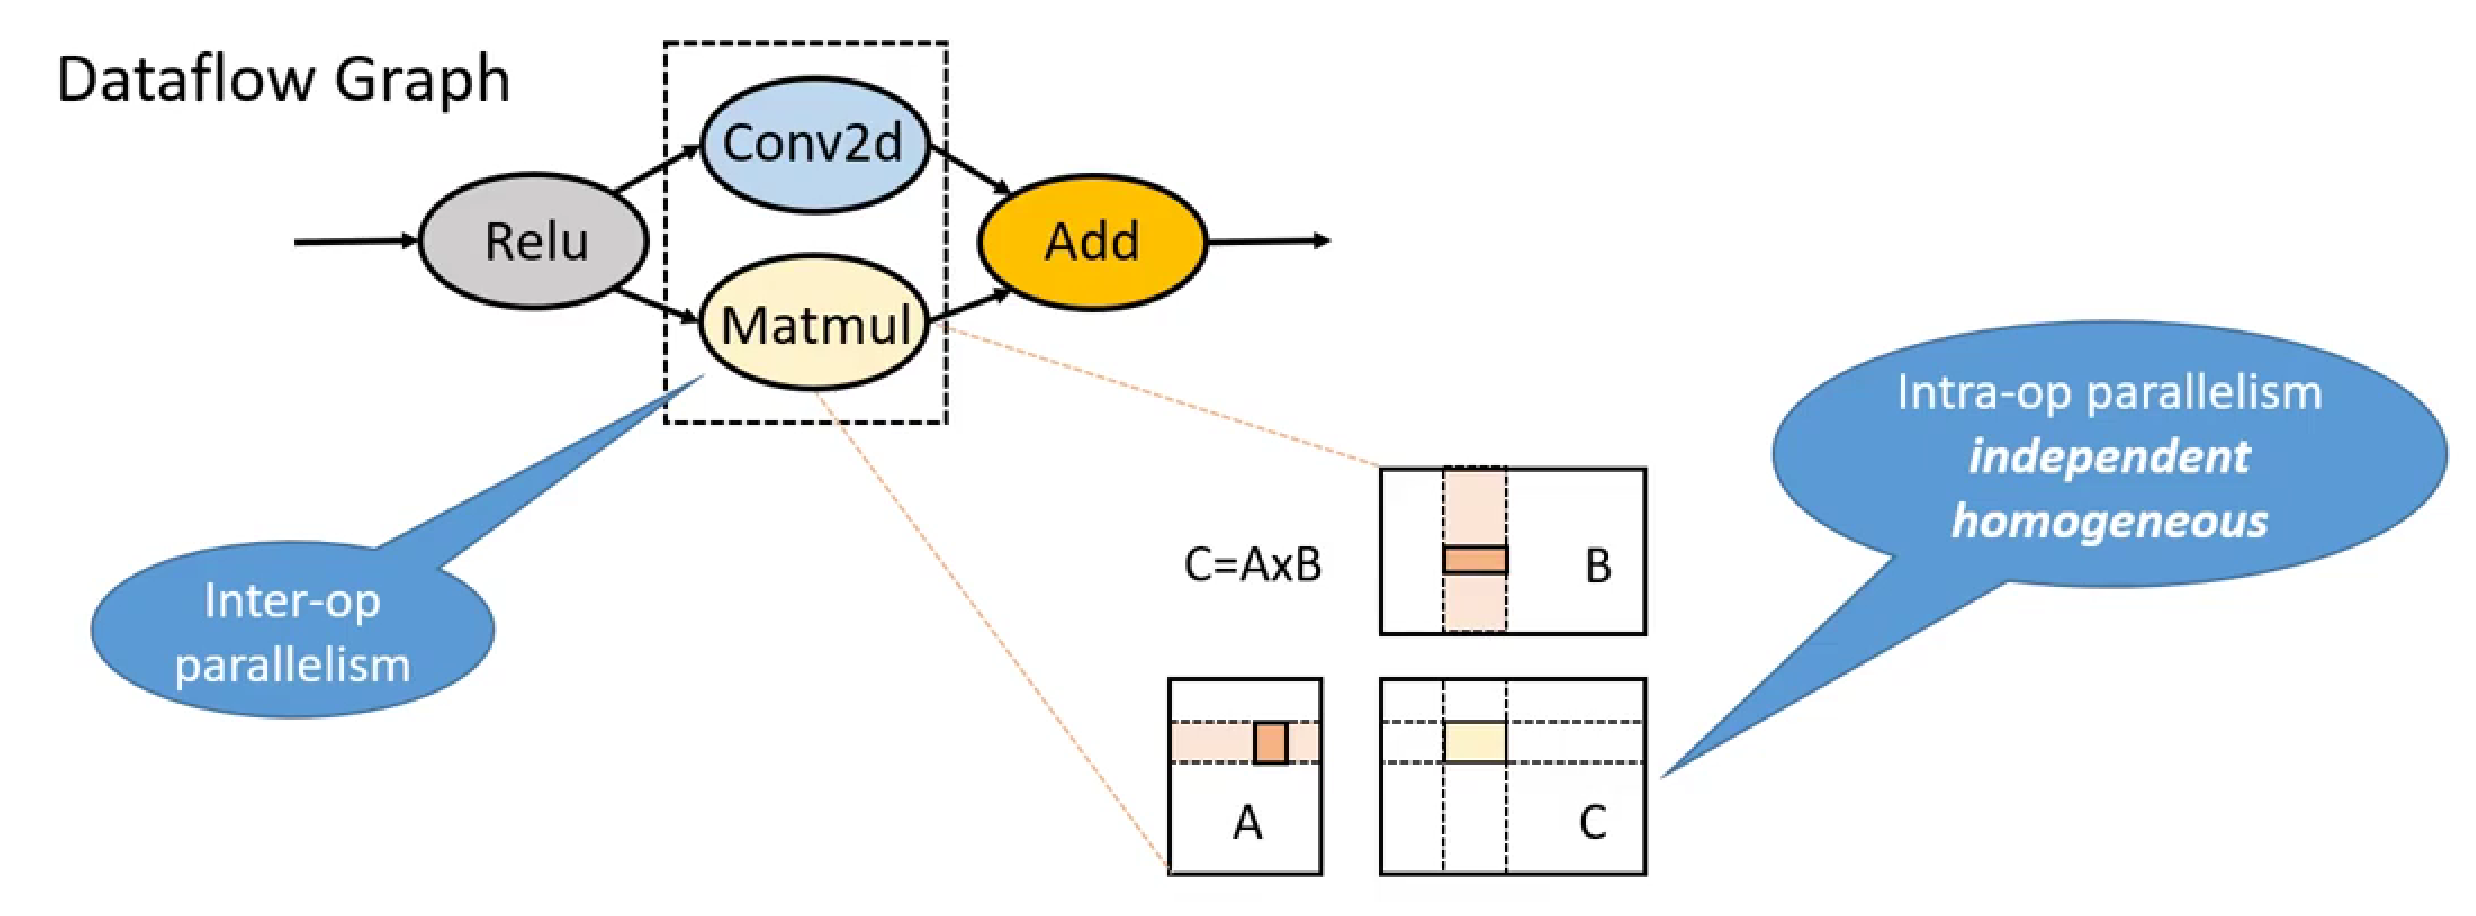 Dataflow Graph
Conv2d
Relu
Add
Matmul
Inter-op
parallelism
Intra-op parallelism
independent
homogeneous
C=AxB
B
A
C